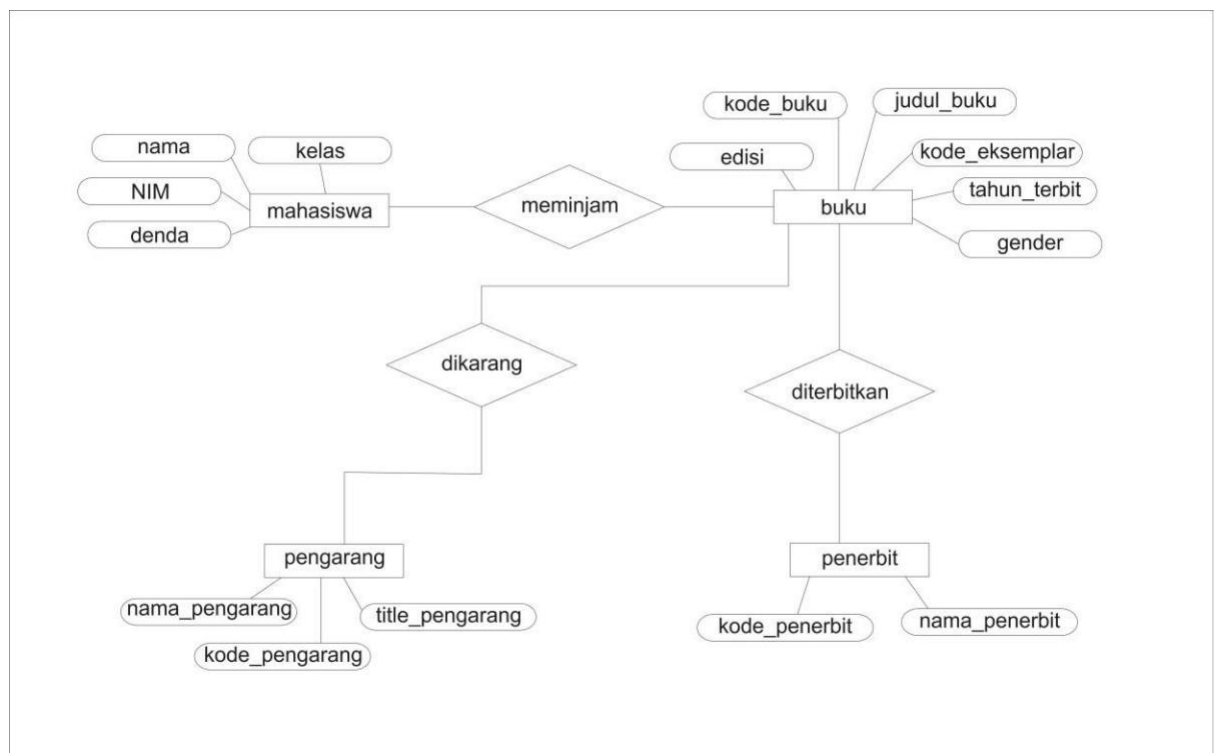 kode_buku
judul_buku
nama
kelas
edisi
kode_eksemplar
NIM
mahasiswa
meminjam
buku
tahun_terbit
denda
gender
dikarang
diterbitkan
pengarang
penerbit
nama_pengarang
title_pengarang
kode_pengarang
kode_penerbit
nama_penerbit